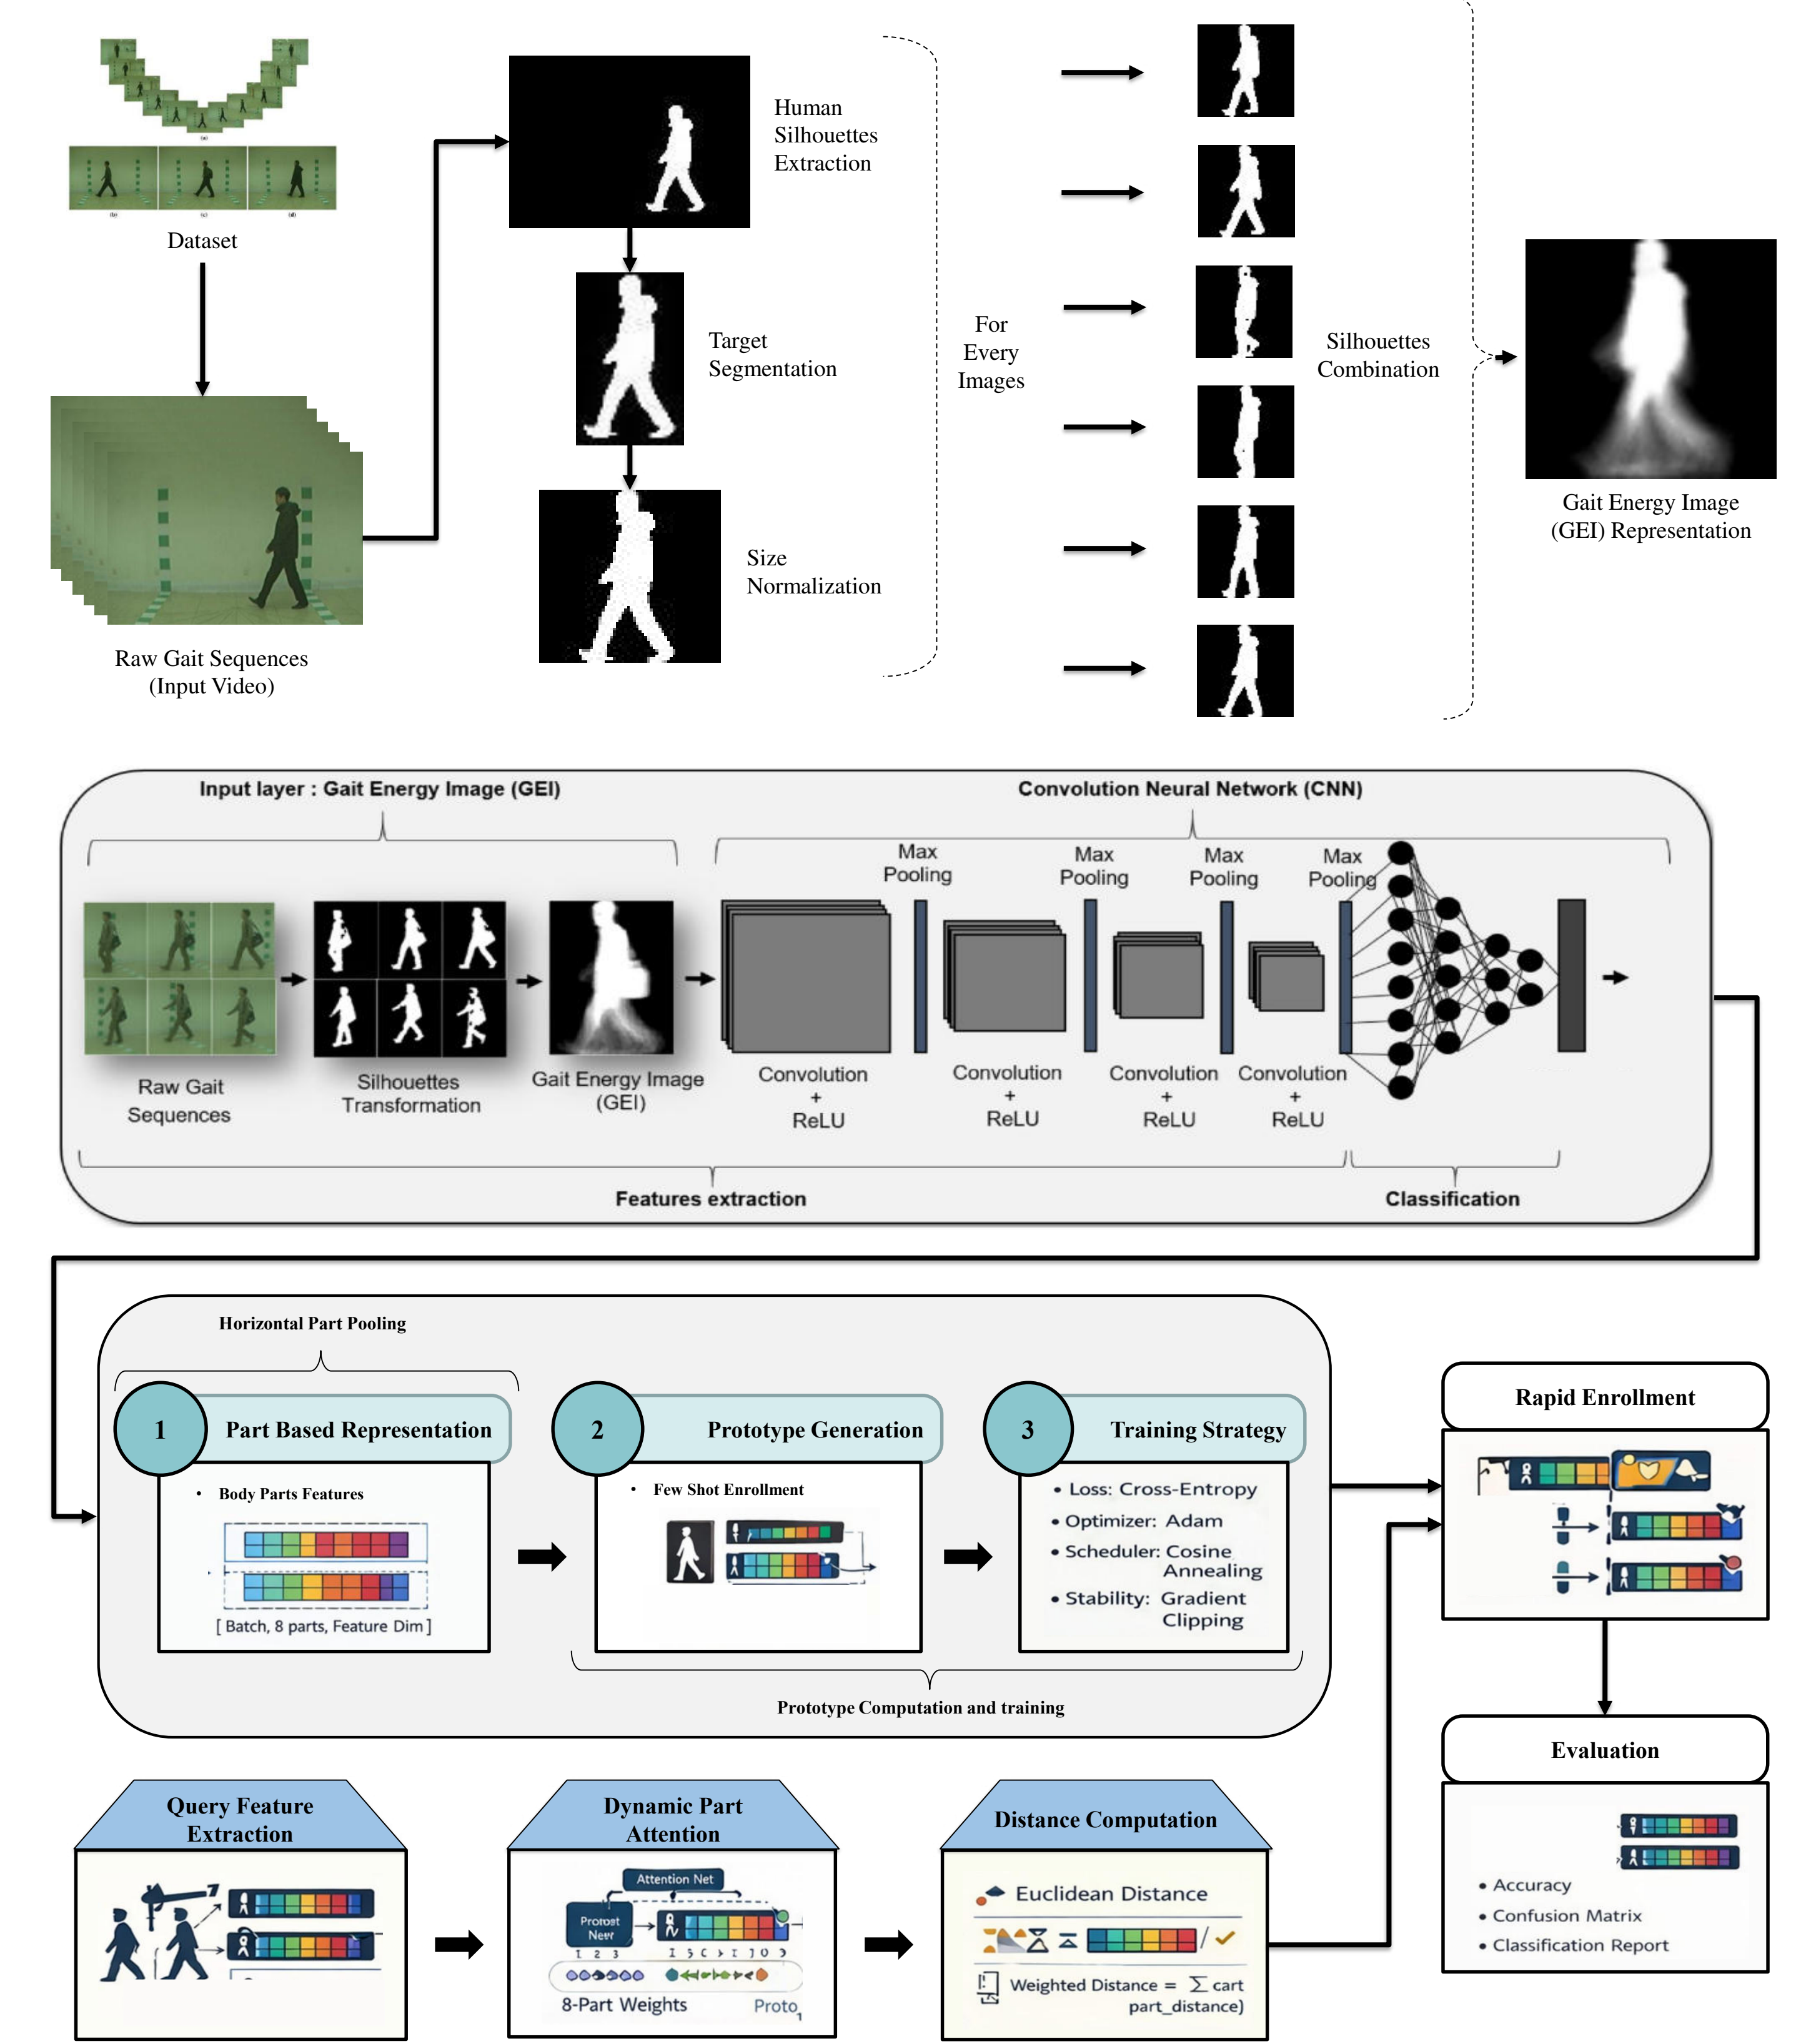 (a)
(b)
(c)
(d)
Dataset
Raw Gait Sequences
(Input Video)
Human
Silhouettes
Extraction
Target
Segmentation
Size
Normalization
For
Every
Images
Silhouettes
Combination
Gait Energy Image
(GEI) Representation
Input layer : Gait Energy Image (GEI)
Convolution Neural Network (CNN)
Max
Pooling
Max
Pooling
Max
Pooling
Max
Pooling
Raw Gait
Sequences
Silhouettes
Transformation
Gait Energy Image
(GEI)
Convolution
+
ReLU
Convolution
+
ReLU
Convolution
+
ReLU
Convolution
+
ReLU
Features extraction
Classification
Horizontal Part Pooling
1
Part Based Representation
• Body Parts Features
[ Batch, 8 parts, Feature Dim ]
2
Prototype Generation
• Few Shot Enrollment
3
Training Strategy
• Loss: Cross-Entropy
• Optimizer: Adam
• Scheduler: Cosine
Annealing
• Stability: Gradient
Clipping
Prototype Computation and training
Rapid Enrollment
Evaluation
• Accuracy
• Confusion Matrix
• Classification Report
Query Feature
Extraction
Dynamic Part
Attention
Attention Net
1 2 3
8-Part Weights
Proto
Distance Computation
Euclidean Distance
Weighted Distance = ∑ cart
part_distance)